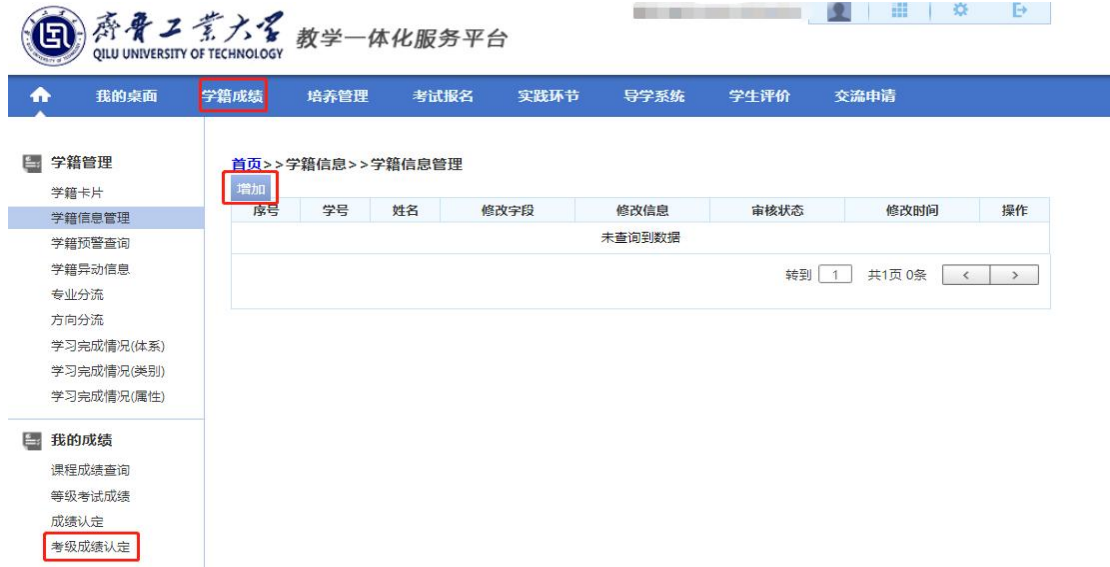 齐鲁工业大学
QILU UNIVERSITY OF TECHNOLOGY
教学一体化服务平台
我的桌面 学籍成绩 培养管理 考试报名 实践环节 导学系统 学生评价 交流申请
学籍管理
学籍卡片
学籍信息管理
学籍预警查询
学籍异动信息
专业分流
方向分流
学习完成情况(体系)
学习完成情况(类别)
学习完成情况(属性)
我的成绩
课程成绩查询
等级考试成绩
成绩认定
考级成绩认定
首页>>学籍信息>>学籍信息管理
增加
序号 学号 姓名 修改字段 修改信息 审核状态 修改时间 操作
未查询到数据
转到 1 共1页 0条 < >